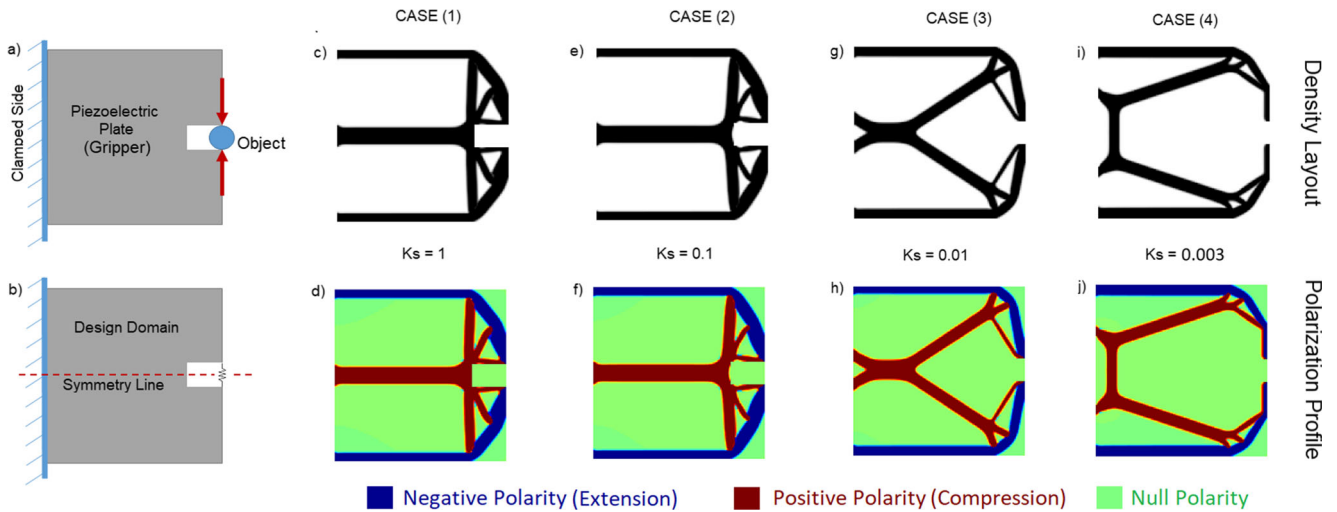 CASE (1)
CASE (2)
CASE (3)
CASE (4)
a)
c)
e)
g)
i)
Clamped Side
Piezoelectric
Plate
(Gripper)
Object
Density Layout
Ks = 1
Ks = 0.1
Ks = 0.01
Ks = 0.003
b)
d)
f)
h)
j)
Design Domain
Symmetry Line
Polarization Profile
Negative Polarity (Extension)
Positive Polarity (Compression)
Null Polarity